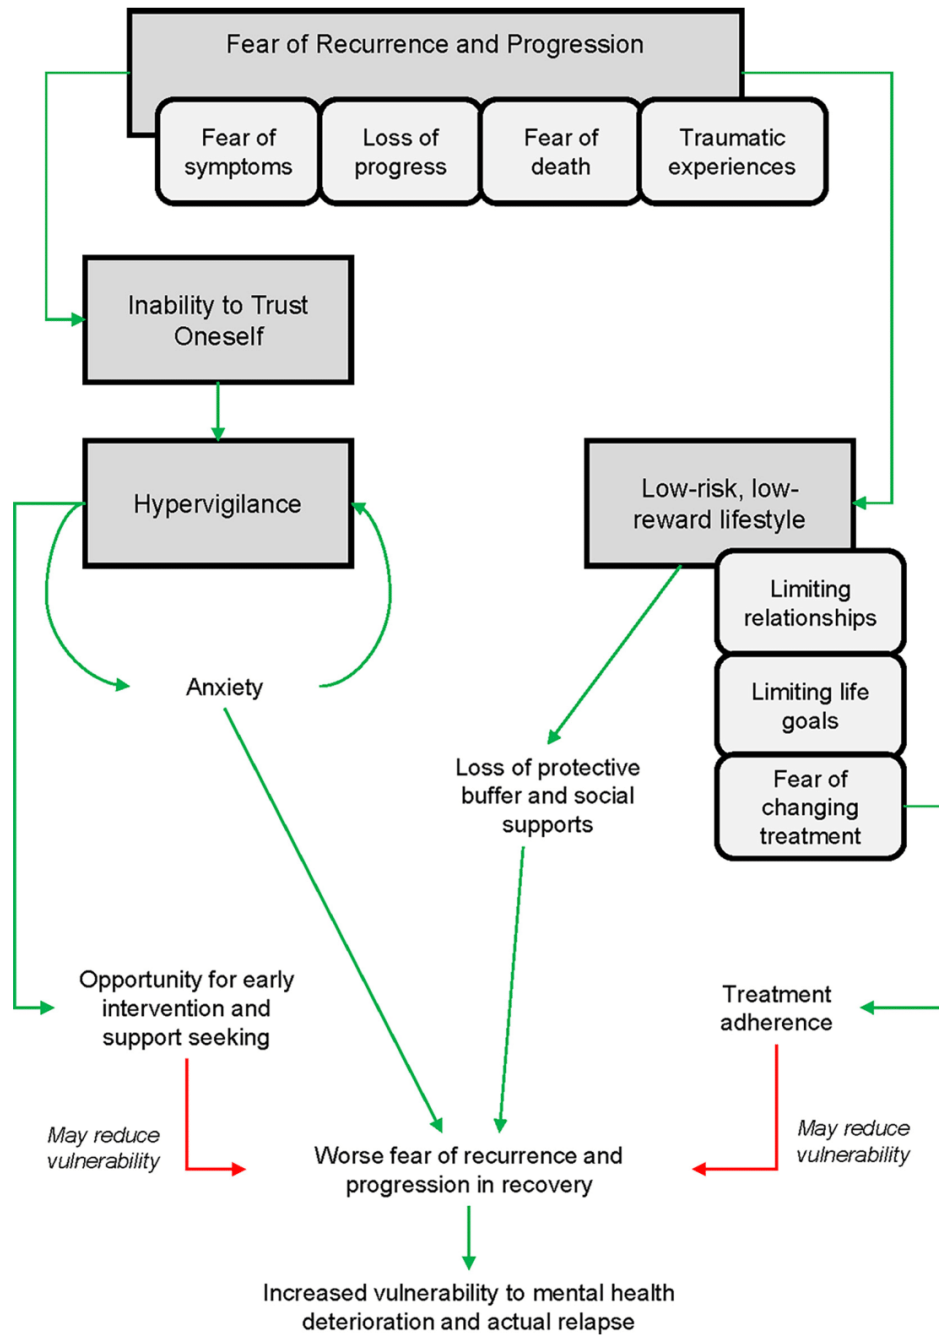 Fear of Recurrence and Progression
Fear of
symptoms
Loss of
progress
Fear of
death
Traumatic
experiences
Inability to Trust
Oneself
Hypervigilance
Low-risk, low-
reward lifestyle
Limiting
relationships
Anxiety
Limiting life
goals
Loss of protective
buffer and social
supports
Fear of
changing
treatment
Opportunity for early
intervention and
support seeking
Treatment
adherence
May reduce
vulnerability
May reduce
vulnerability
Worse fear of recurrence and
progression in recovery
Increased vulnerability to mental health
deterioration and actual relapse